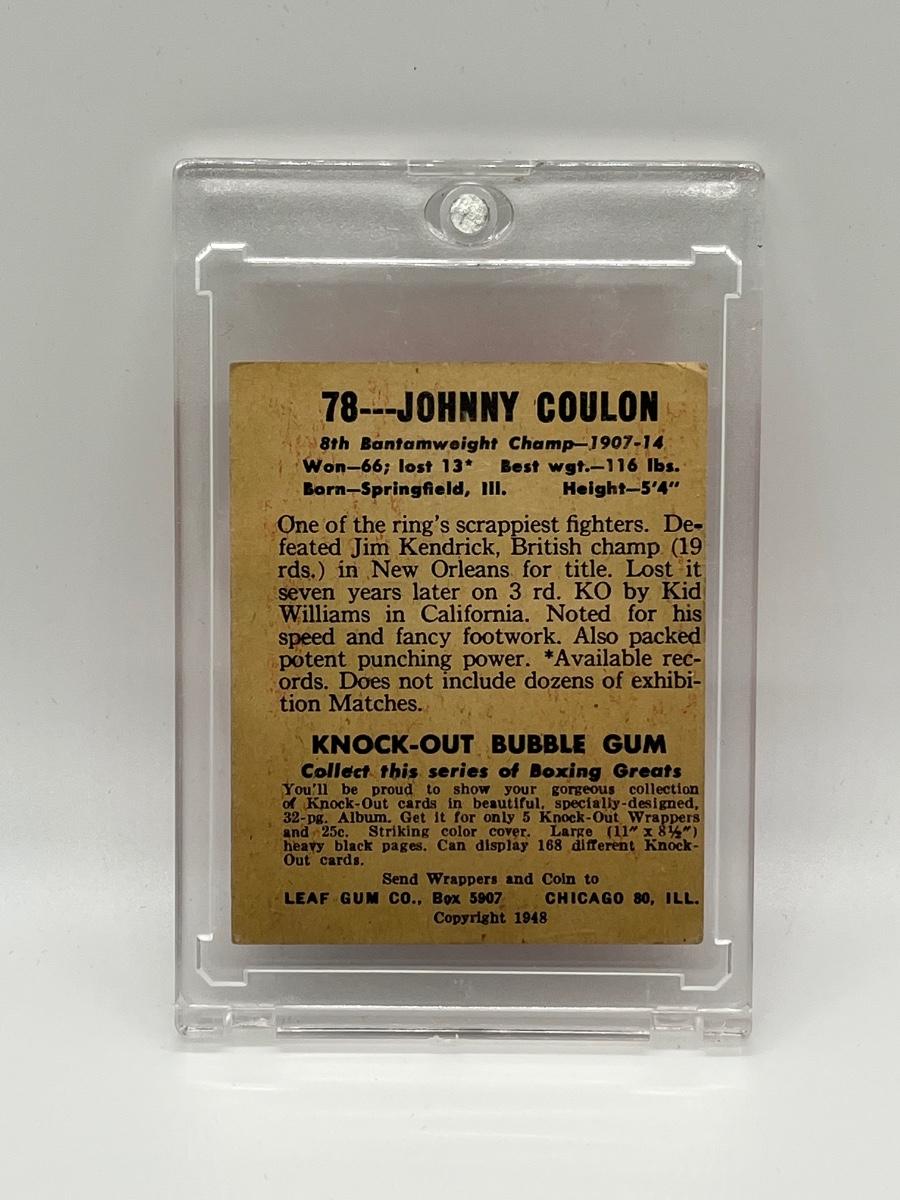 78---JOHNNY COULON
8th Bantamweight Champ—1907-14
Won—66; lost 13* Best wgt.—116 lbs.
Born—Springfield, Ill. Height—5'4"
One of the ring's scrappiest fighters. De-
feated Jim Kendrick, British champ (19
rds.) in New Orleans for title. Lost it
seven years later on 3 rd. KO by Kid
Williams in California. Noted for his
speed and fancy footwork. Also packed
potent punching power. *Available rec-
ords. Does not include dozens of exhibi-
tion Matches.
KNOCK-OUT BUBBLE GUM
Collect this series of Boxing Greats
You'll be proud to show your gorgeous collection
of Knock-Out cards in beautiful, specially-designed,
32-pg. Album. Get it for only 5 Knock-Out Wrappers
and 25c. Striking color cover. Large (11" x 8½")
heavy black pages. Can display 168 different Knock-
Out cards.
Send Wrappers and Coin to
LEAF GUM CO., Box 5907 CHICAGO 80, ILL.
Copyright 1948